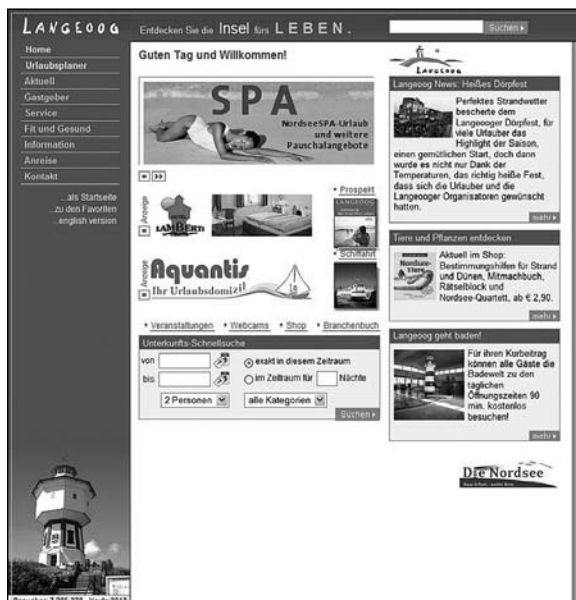 LANGEOOG
Entdecken Sie die Insel fürs LEBEN.
Suchen
Home
Urlaubsplaner
Aktuell
Gastgeber
Service
Fit und Gesund
Information
Anreise
Kontakt
...als Startseite
...zu den Favoriten
...english version
Guten Tag und Willkommen!
SPA
NordseeSPA-Urlaub
und weitere
Pauschalangebote
Anzeige
HOTEL
LAMBERTI
Prospekt
LANGEOOG
Schiffahrt
Anzeige
Aquantis
Ihr Urlaubsdomizil
Veranstaltungen
Webcams
Shop
Branchenbuch
Unterkunfts-Schnellsuche
von
exakt in diesem Zeitraum
bis
im Zeitraum für Nächte
2 Personen
alle Kategorien
Suchen
LANGEOOG
Langeoog News: Heißes Dörpfest
Perfektes Strandwetter
bescherte dem
Langeooger Dörpfest, für
viele Urlauber das
Highlight der Saison,
einen gemütlichen Start, doch dann
wurde es nicht nur Dank der
Temperaturen, das richtig heiße Fest,
dass sich die Urlauber und die
Langeooger Organisatoren gewünscht
hatten.
mehr
Tiere und Pflanzen entdecken
Nordsee-
Tiere
Aktuell im Shop:
Bestimmungshilfen für Strand
und Dünen, Mitmachbuch,
Rätselblock und
Nordsee-Quartett, ab € 2,90.
mehr
Langeoog geht baden!
Für ihren Kurbeitrag
können alle Gäste die
Badewelt zu den
täglichen
Öffnungszeiten 90
min. kostenlos
besuchen!
mehr
Die Nordsee